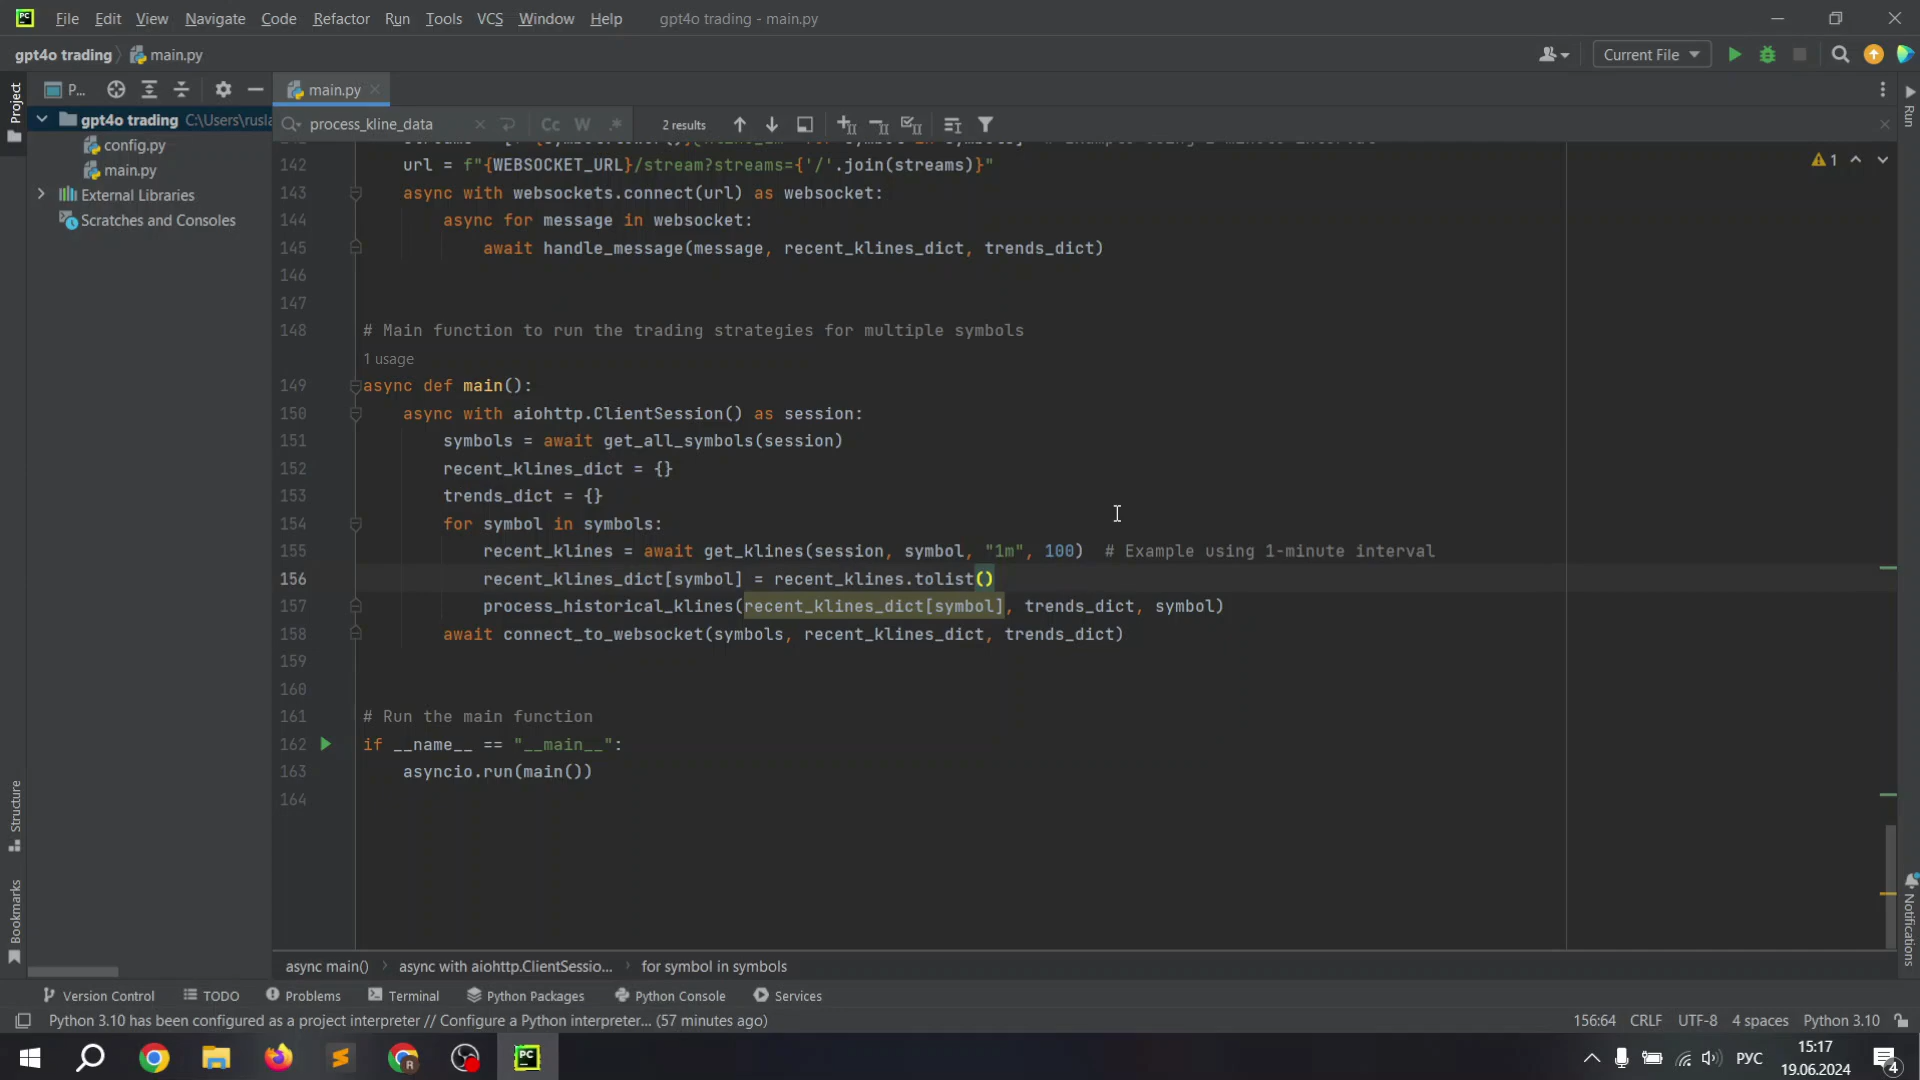 File Edit View Navigate Code Refactor Run Tools VCS Window Help gpt4o trading - main.py
gpt4o trading main.py
Current File
Project
P...
main.py
gpt4o trading C:\Users\rusla
config.py
main.py
External Libraries
Scratches and Consoles
process_kline_data
Cc W .*
2 results
1
142 url = f"{WEBSOCKET_URL}/stream?streams={'/'.join(streams)}"
143 async with websockets.connect(url) as websocket:
144 async for message in websocket:
145 await handle_message(message, recent_klines_dict, trends_dict)
146
147
148 # Main function to run the trading strategies for multiple symbols
1 usage
149 async def main():
150 async with aiohttp.ClientSession() as session:
151 symbols = await get_all_symbols(session)
152 recent_klines_dict = {}
153 trends_dict = {}
154 for symbol in symbols:
155 recent_klines = await get_klines(session, symbol, "1m", 100) # Example using 1-minute interval
156 recent_klines_dict[symbol] = recent_klines.tolist()
157 process_historical_klines(recent_klines_dict[symbol], trends_dict, symbol)
158 await connect_to_websocket(symbols, recent_klines_dict, trends_dict)
159
160
161 # Run the main function
162 if __name__ == "__main__":
163 asyncio.run(main())
164
Run
Structure
Bookmarks
Notifications
async main() async with aiohttp.ClientSessio... for symbol in symbols
Version Control TODO Problems Terminal Python Packages Python Console Services
Python 3.10 has been configured as a project interpreter // Configure a Python interpreter... (57 minutes ago)
156:64 CRLF UTF-8 4 spaces Python 3.10
РУС
15:17
19.06.2024
4